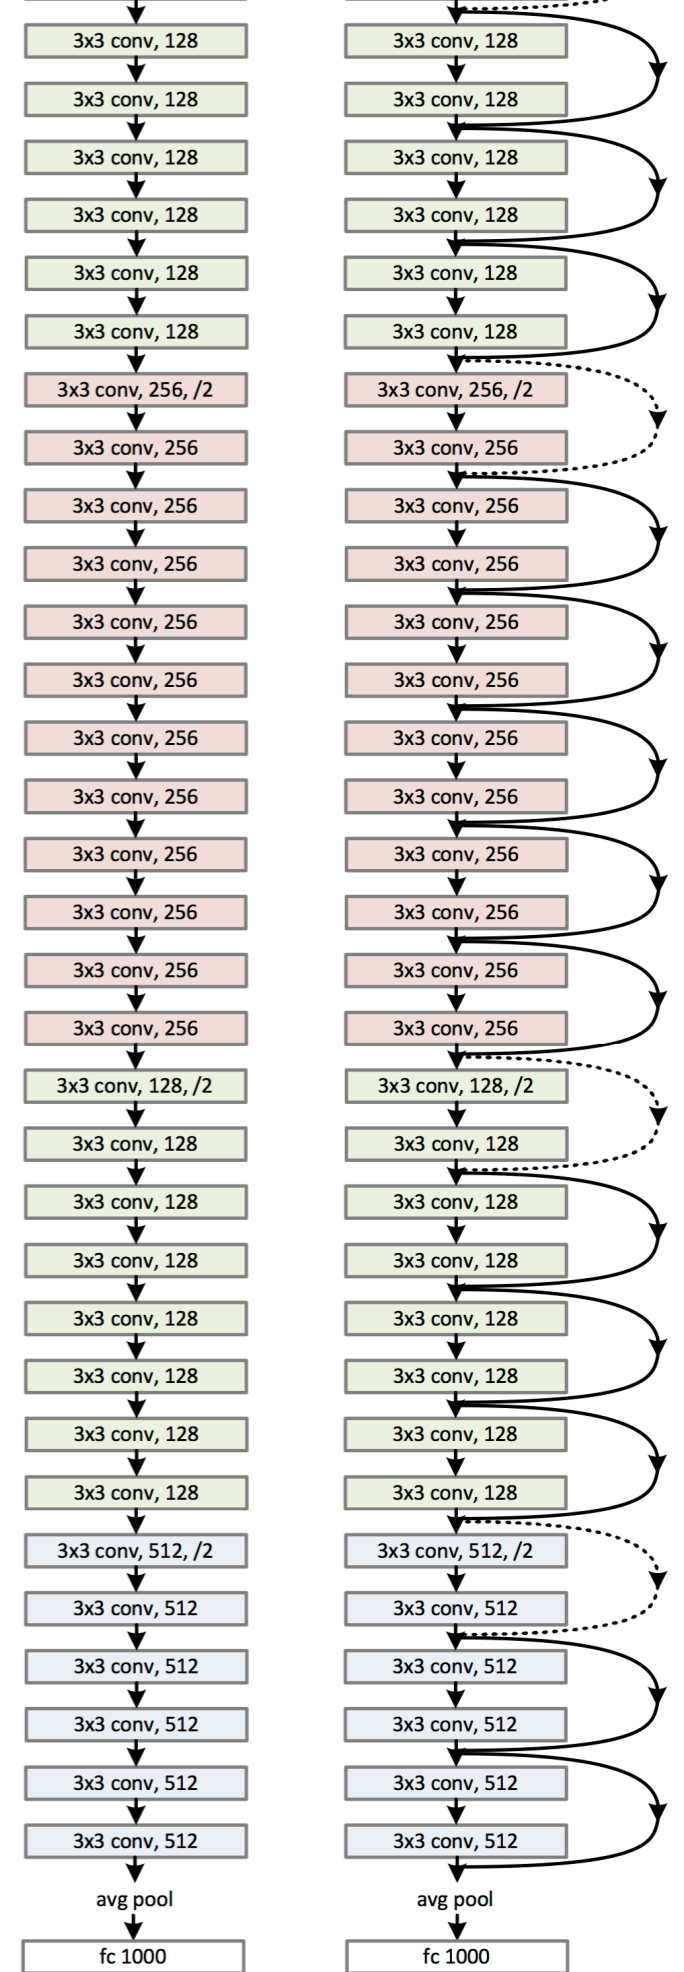 3x3 conv, 128
3x3 conv, 128
3x3 conv, 128
3x3 conv, 128
3x3 conv, 128
3x3 conv, 128
3x3 conv, 256, /2
3x3 conv, 256
3x3 conv, 256
3x3 conv, 256
3x3 conv, 256
3x3 conv, 256
3x3 conv, 256
3x3 conv, 256
3x3 conv, 256
3x3 conv, 256
3x3 conv, 256
3x3 conv, 256
3x3 conv, 128, /2
3x3 conv, 128
3x3 conv, 128
3x3 conv, 128
3x3 conv, 128
3x3 conv, 128
3x3 conv, 128
3x3 conv, 128
3x3 conv, 512, /2
3x3 conv, 512
3x3 conv, 512
3x3 conv, 512
3x3 conv, 512
3x3 conv, 512
avg pool
fc 1000
3x3 conv, 128
3x3 conv, 128
3x3 conv, 128
3x3 conv, 128
3x3 conv, 128
3x3 conv, 128
3x3 conv, 256, /2
3x3 conv, 256
3x3 conv, 256
3x3 conv, 256
3x3 conv, 256
3x3 conv, 256
3x3 conv, 256
3x3 conv, 256
3x3 conv, 256
3x3 conv, 256
3x3 conv, 256
3x3 conv, 256
3x3 conv, 128, /2
3x3 conv, 128
3x3 conv, 128
3x3 conv, 128
3x3 conv, 128
3x3 conv, 128
3x3 conv, 128
3x3 conv, 128
3x3 conv, 512, /2
3x3 conv, 512
3x3 conv, 512
3x3 conv, 512
3x3 conv, 512
3x3 conv, 512
avg pool
fc 1000